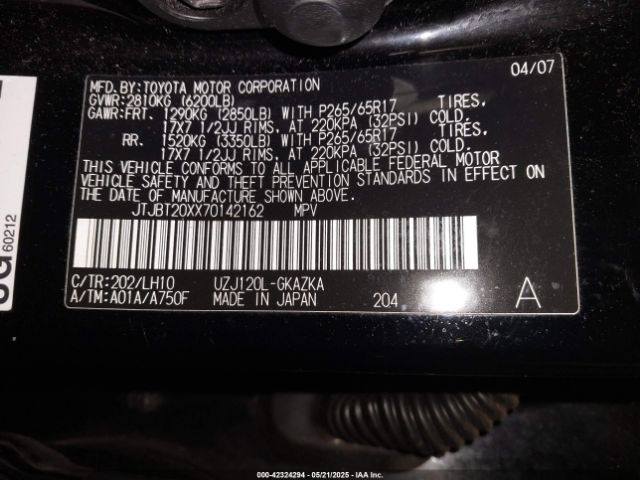 04/07
MFD.BY:TOYOTA MOTOR CORPORATION
GVWR:2810KG (6200LB)
GAWR:FRT. 1290KG (2850LB) WITH P265/65R17 TIRES,
17X7 1/2JJ RIMS, AT 220KPA (32PSI) COLD.
RR. 1520KG (3350LB) WITH P265/65R17 TIRES,
17X7 1/2JJ RIMS, AT 220KPA (32PSI) COLD.
THIS VEHICLE CONFORMS TO ALL APPLICABLE FEDERAL MOTOR
VEHICLE SAFETY AND THEFT PREVENTION STANDARDS IN EFFECT ON
THE DATE OF MANUFACTURE SHOWN ABOVE.
JTJBT20XX70142162 MPV
C/TR:202/LH10 UZJ120L-GKAZKA
A/TM:A01A/A750F MADE IN JAPAN 204 A
60212
000-42324294 - 05/21/2025 - IAA Inc.